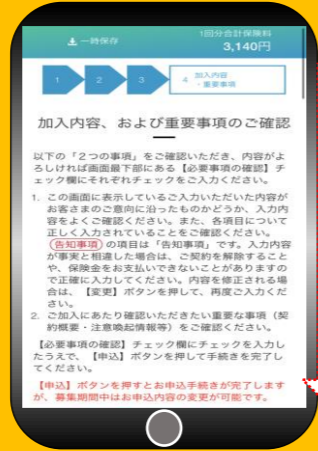 一時保存
1回分合計保険料
3,140円
1
2
3
4 加入内容
・重要事項
加入内容、および重要事項のご確認
以下の「2つの事項」をご確認いただき、内容がよ
ろしければ画面最下部にある【必要事項の確認】チ
ェック欄にそれぞれチェックをご入力ください。
1. この画面に表示しているご入力いただいた内容が
お客さまのご意向に沿ったものかどうか、入力内
容をよくご確認ください。また、各項目について
正しく入力されていることをご確認ください。
(告知事項) の項目は「告知事項」です。入力内容
が事実と相違した場合は、ご契約を解除すること
や、保険金をお支払いできないことがありますの
で正確に入力してください。内容を修正される場
合は、【変更】ボタンを押して、再度ご入力くだ
さい。
2. ご加入にあたり確認いただきたい重要な事項（契
約概要・注意喚起情報等）をご確認ください。
【必要事項の確認】チェック欄にチェックを入力し
たうえで、【申込】ボタンを押して手続きを完了し
てください。
【申込】ボタンを押すとお申込手続きが完了します
が、募集期間中はお申込内容の変更が可能です。